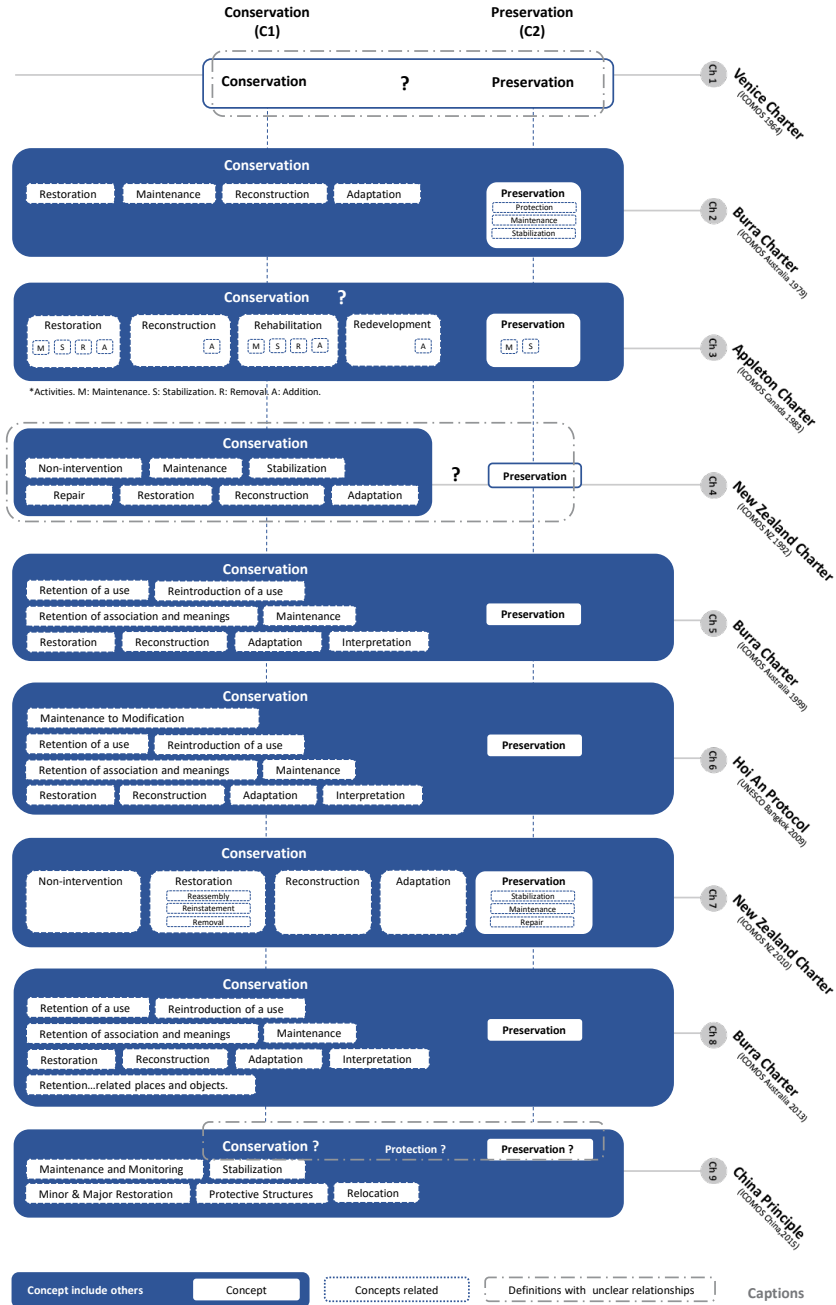 Conservation
(C1)
Preservation
(C2)
Conservation ? Preservation
Ch 1
Venice Charter
(ICOMOS 1964)
Conservation
Restoration Maintenance Reconstruction Adaptation
Preservation
Protection
Maintenance
Stabilization
Ch 2
Burra Charter
(ICOMOS Australia 1979)
Conservation ?
Restoration Reconstruction Rehabilitation Redevelopment Preservation
M S R A A M S R A A M S
*Activities. M: Maintenance. S: Stabilization. R: Removal. A: Addition.
Ch 3
Appleton Charter
(ICOMOS Canada 1983)
Conservation
Non-intervention Maintenance Stabilization
Repair Restoration Reconstruction Adaptation
? Preservation
Ch 4
New Zealand Charter
(ICOMOS NZ 1992)
Conservation
Retention of a use Reintroduction of a use
Retention of association and meanings Maintenance
Restoration Reconstruction Adaptation Interpretation
Preservation
Ch 5
Burra Charter
(ICOMOS Australia 1999)
Conservation
Maintenance to Modification
Retention of a use Reintroduction of a use
Retention of association and meanings Maintenance
Restoration Reconstruction Adaptation Interpretation
Preservation
Ch 6
Hoi An Protocol
(UNESCO Bangkok 2009)
Conservation
Non-intervention Restoration Reconstruction Adaptation Preservation
Reassembly
Reinstatement
Removal
Stabilization
Maintenance
Repair
Ch 7
New Zealand Charter
(ICOMOS NZ 2010)
Conservation
Retention of a use Reintroduction of a use
Retention of association and meanings Maintenance
Restoration Reconstruction Adaptation Interpretation
Retention...related places and objects.
Preservation
Ch 8
Burra Charter
(ICOMOS Australia 2013)
Conservation ? Protection ? Preservation ?
Maintenance and Monitoring Stabilization
Minor & Major Restoration Protective Structures Relocation
Ch 9
China Principle
(ICOMOS China,2015)
Concept include others Concept Concepts related Definitions with unclear relationships Captions